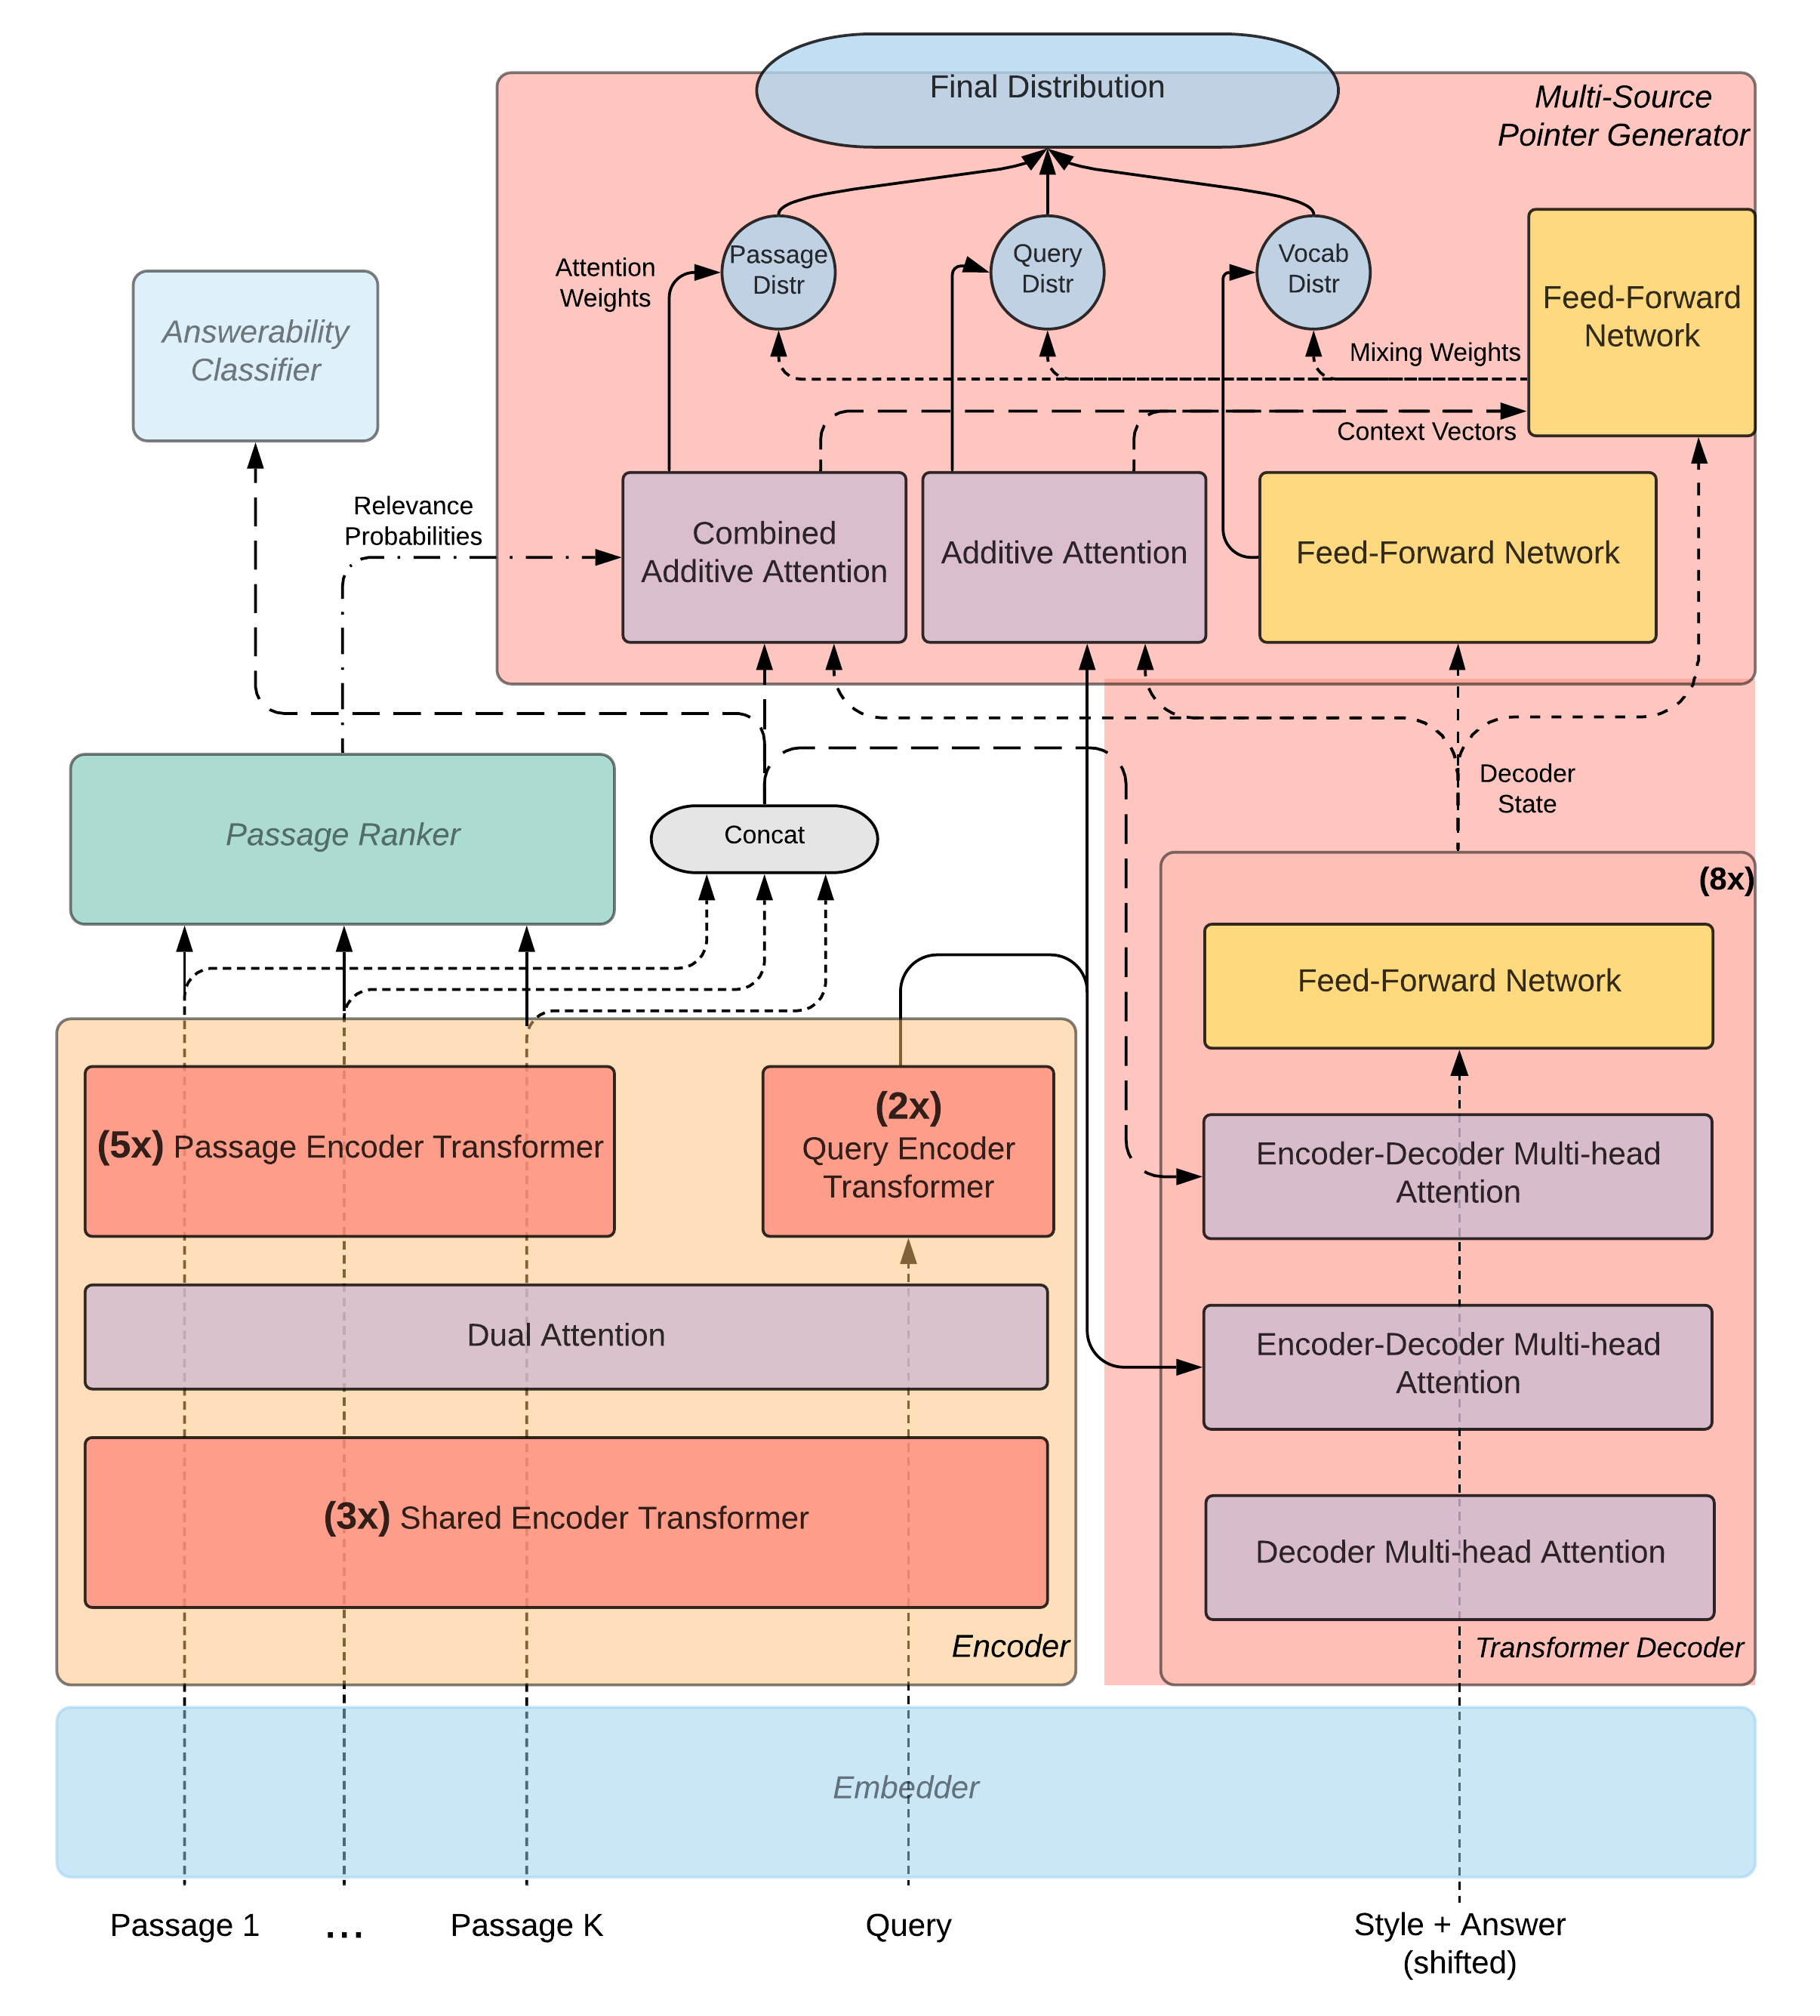 Final Distribution
Multi-Source
Pointer Generator
Passage
Distr
Query
Distr
Vocab
Distr
Attention
Weights
Feed-Forward
Network
Mixing Weights
Context Vectors
Answerability
Classifier
Relevance
Probabilities
Combined
Additive Attention
Additive Attention
Feed-Forward Network
Decoder
State
Passage Ranker
Concat
(8x)
Feed-Forward Network
(5x) Passage Encoder Transformer
(2x)
Query Encoder
Transformer
Encoder-Decoder Multi-head
Attention
Dual Attention
Encoder-Decoder Multi-head
Attention
(3x) Shared Encoder Transformer
Decoder Multi-head Attention
Encoder
Transformer Decoder
Embedder
Passage 1
...
Passage K
Query
Style + Answer
(shifted)